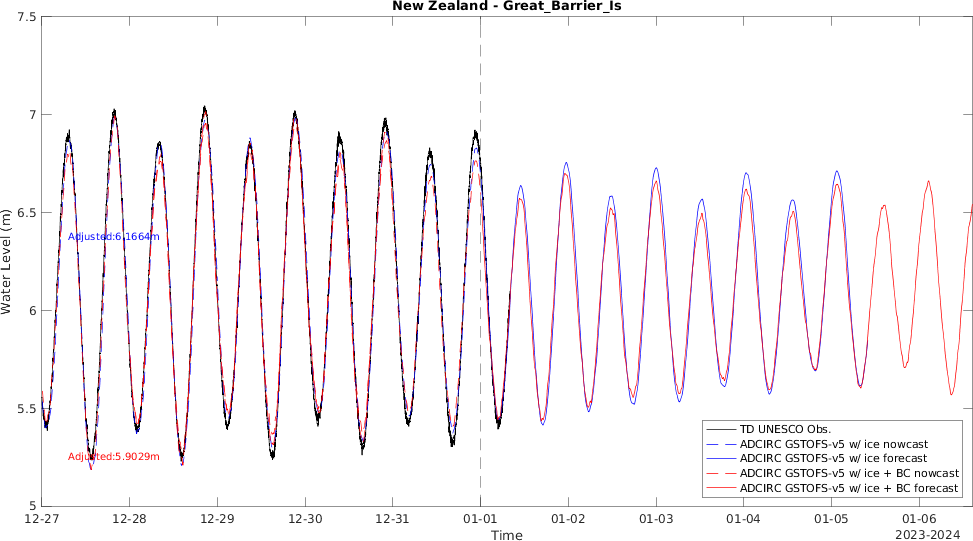 New Zealand - Great_Barrier_Is
7.5
7
6.5
6
5.5
5
Water Level (m)
Adjusted:6.1664m
Adjusted:5.9029m
TD UNESCO Obs.
ADCIRC GSTOFS-v5 w/ ice nowcast
ADCIRC GSTOFS-v5 w/ ice forecast
ADCIRC GSTOFS-v5 w/ ice + BC nowcast
ADCIRC GSTOFS-v5 w/ ice + BC forecast
12-27 12-28 12-29 12-30 12-31 01-01 01-02 01-03 01-04 01-05 01-06
Time
2023-2024